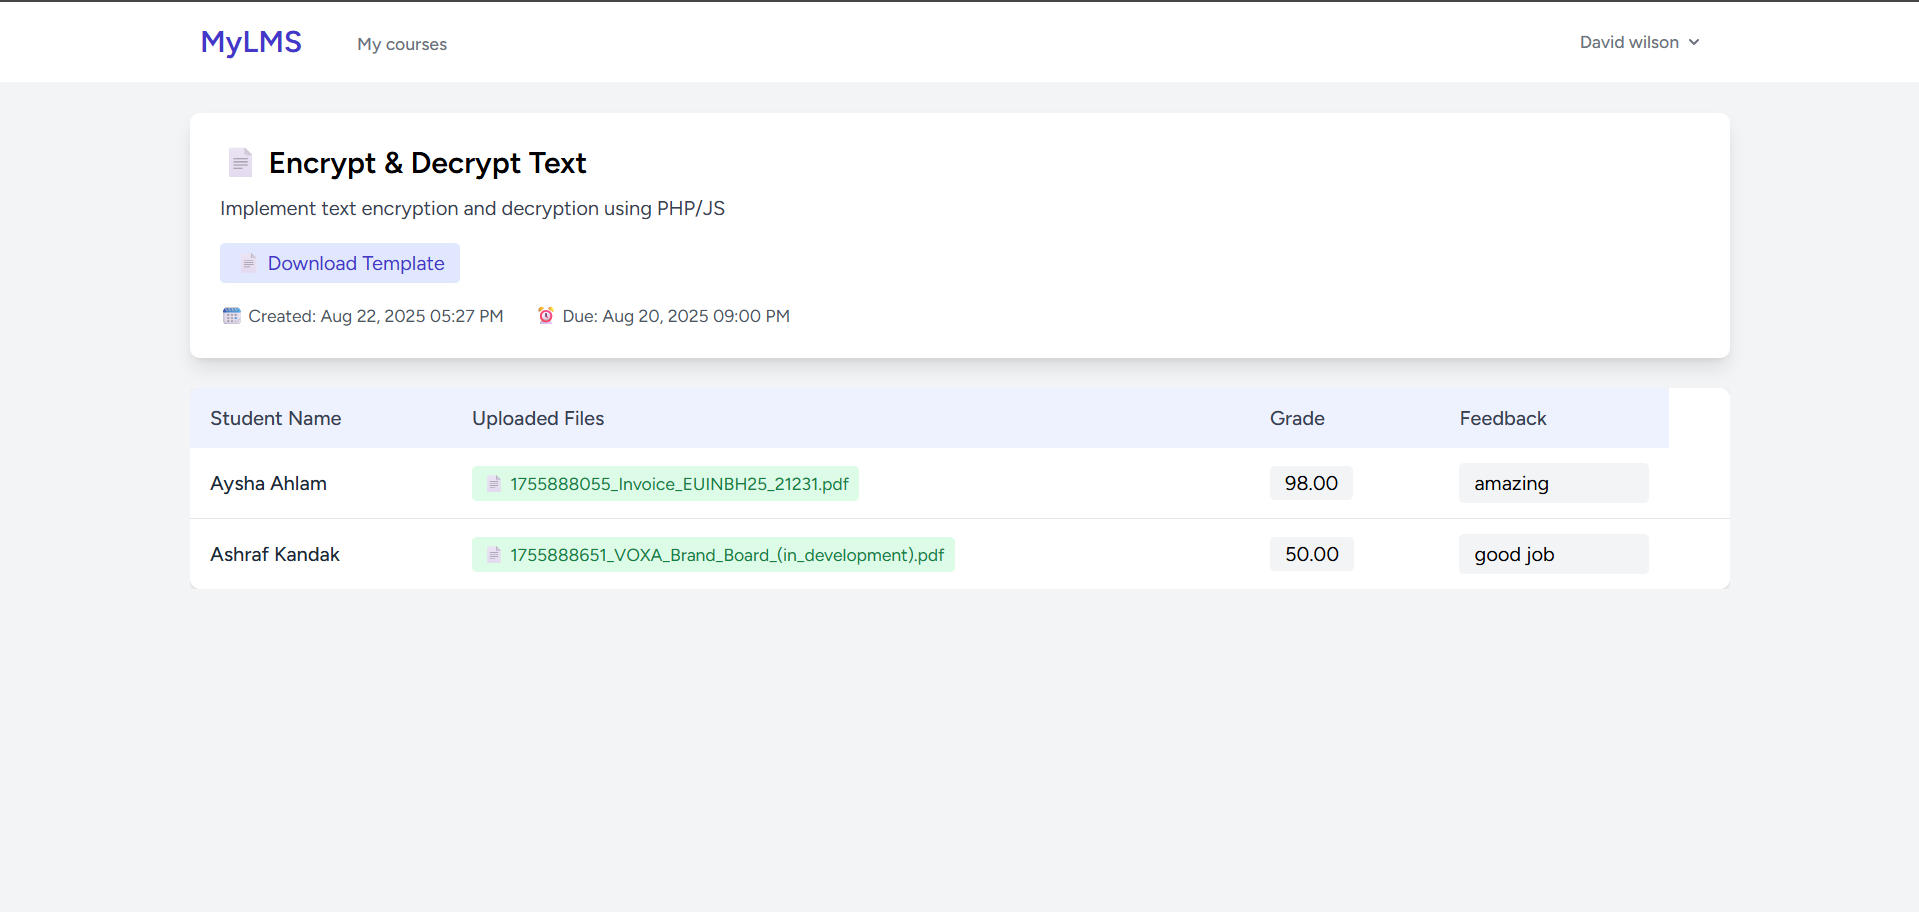 MyLMS My courses David wilson
Encrypt & Decrypt Text
Implement text encryption and decryption using PHP/JS
Download Template
Created: Aug 22, 2025 05:27 PM Due: Aug 20, 2025 09:00 PM
Student Name Uploaded Files Grade Feedback
Aysha Ahlam 1755888055_Invoice_EUINBH25_21231.pdf 98.00 amazing
Ashraf Kandak 1755888651_VOXA_Brand_Board_(in_development).pdf 50.00 good job